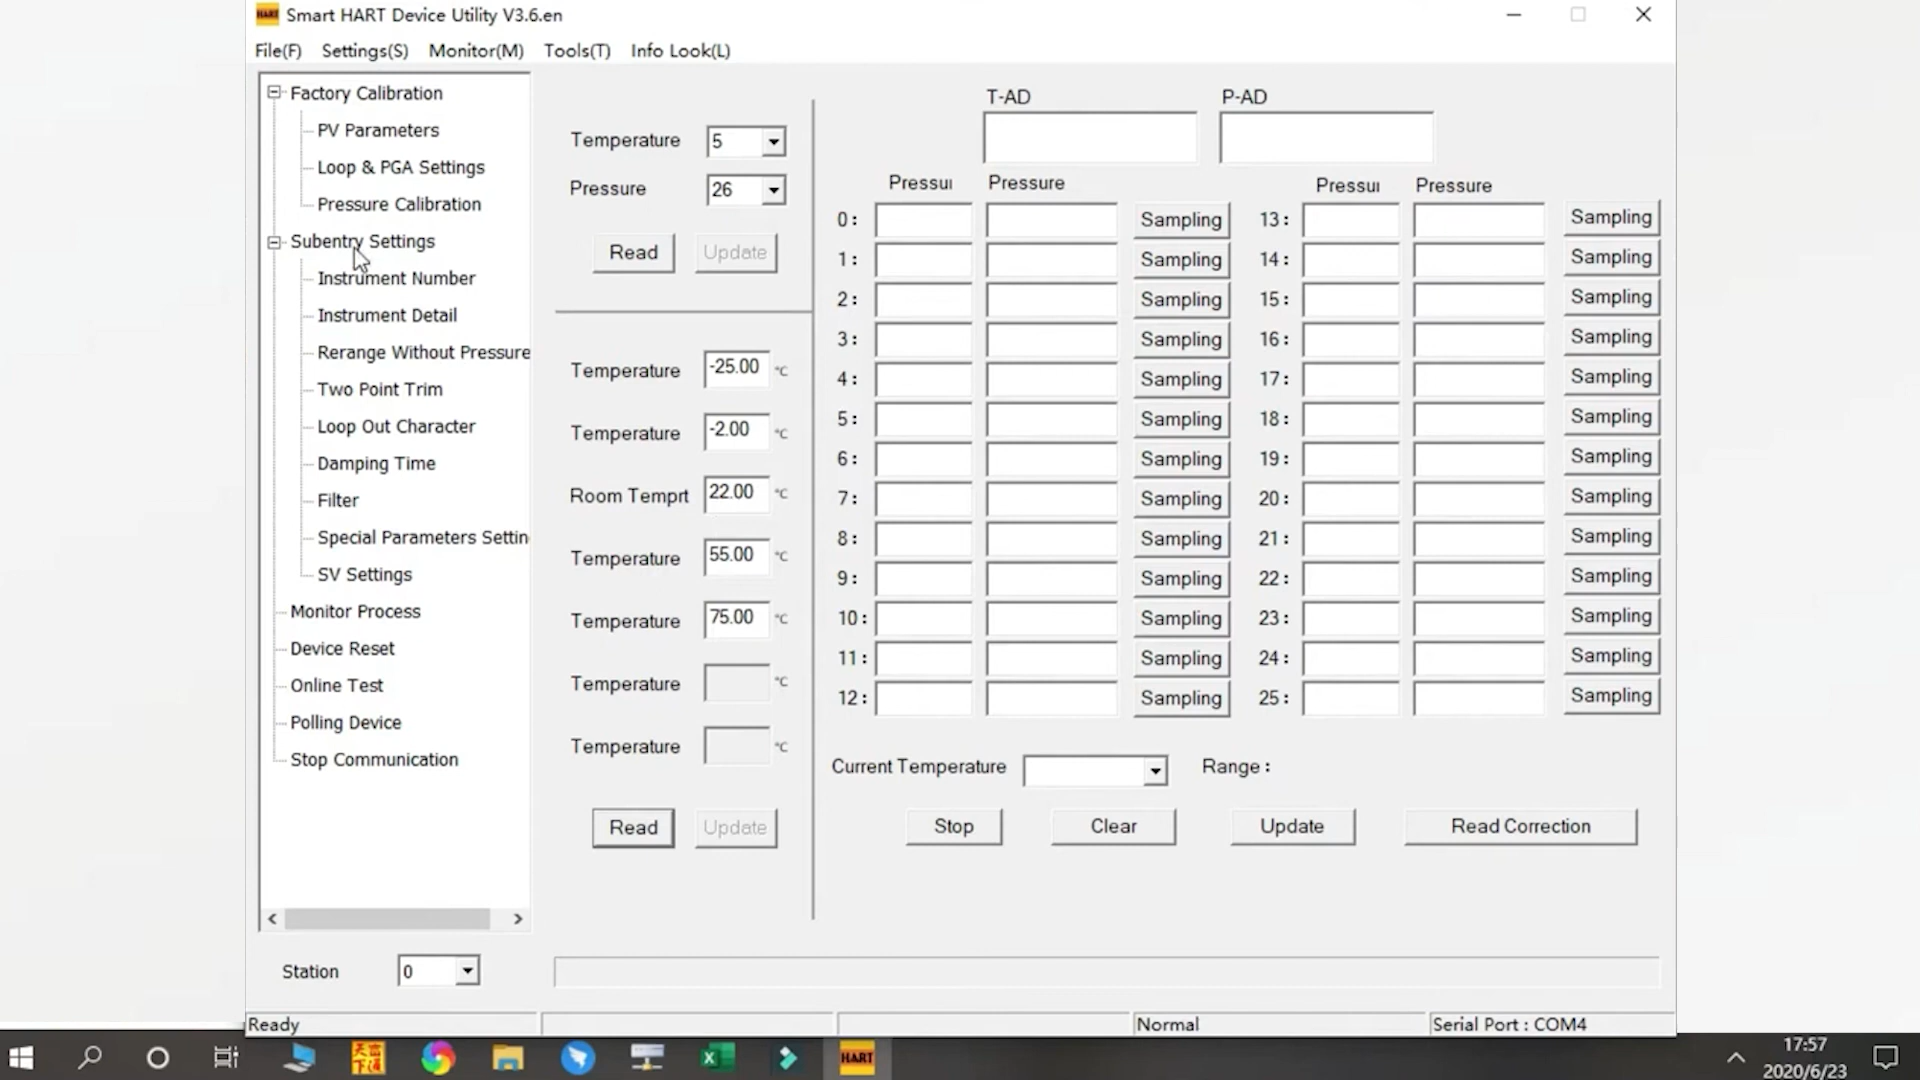 Smart HART Device Utility V3.6.en
File(F) Settings(S) Monitor(M) Tools(T) Info Look(L)
Factory Calibration
PV Parameters
Loop & PGA Settings
Pressure Calibration
Subentry Settings
Instrument Number
Instrument Detail
Rerange Without Pressure
Two Point Trim
Loop Out Character
Damping Time
Filter
Special Parameters Settin
SV Settings
Monitor Process
Device Reset
Online Test
Polling Device
Stop Communication
Station 0
Temperature 5
Pressure 26
Read Update
Temperature -25.00 °C
Temperature -2.00 °C
Room Temprt 22.00 °C
Temperature 55.00 °C
Temperature 75.00 °C
Temperature °C
Temperature °C
Read Update
T-AD P-AD
Pressui Pressure Pressui Pressure
0: Sampling 13: Sampling
1: Sampling 14: Sampling
2: Sampling 15: Sampling
3: Sampling 16: Sampling
4: Sampling 17: Sampling
5: Sampling 18: Sampling
6: Sampling 19: Sampling
7: Sampling 20: Sampling
8: Sampling 21: Sampling
9: Sampling 22: Sampling
10: Sampling 23: Sampling
11: Sampling 24: Sampling
12: Sampling 25: Sampling
Current Temperature Range:
Stop Clear Update Read Correction
Ready Normal Serial Port : COM4
HART
17:57
2020/6/23